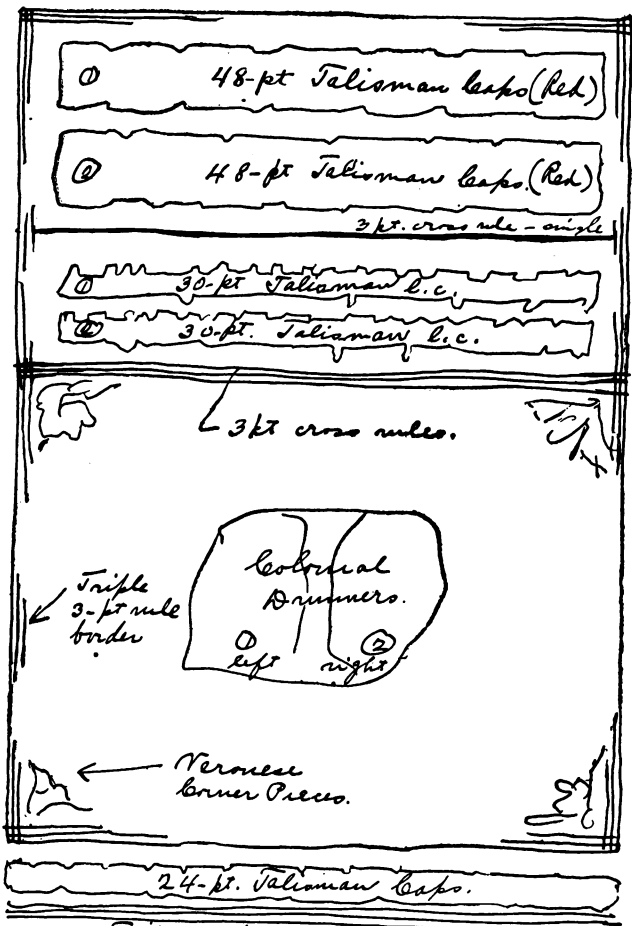 ① 48-pt Talisman Caps (Red)
② 48-pt Talisman Caps. (Red)
3 pt. cross rule - single
① 30-pt Talisman l.c.
② 30-pt. Talisman l.c.
3 pt cross rules.
Colonial
Drummers.
① ②
left right
Triple
3-pt rule
border
Veronese
Corner Pieces.
24-pt. Talisman Caps.